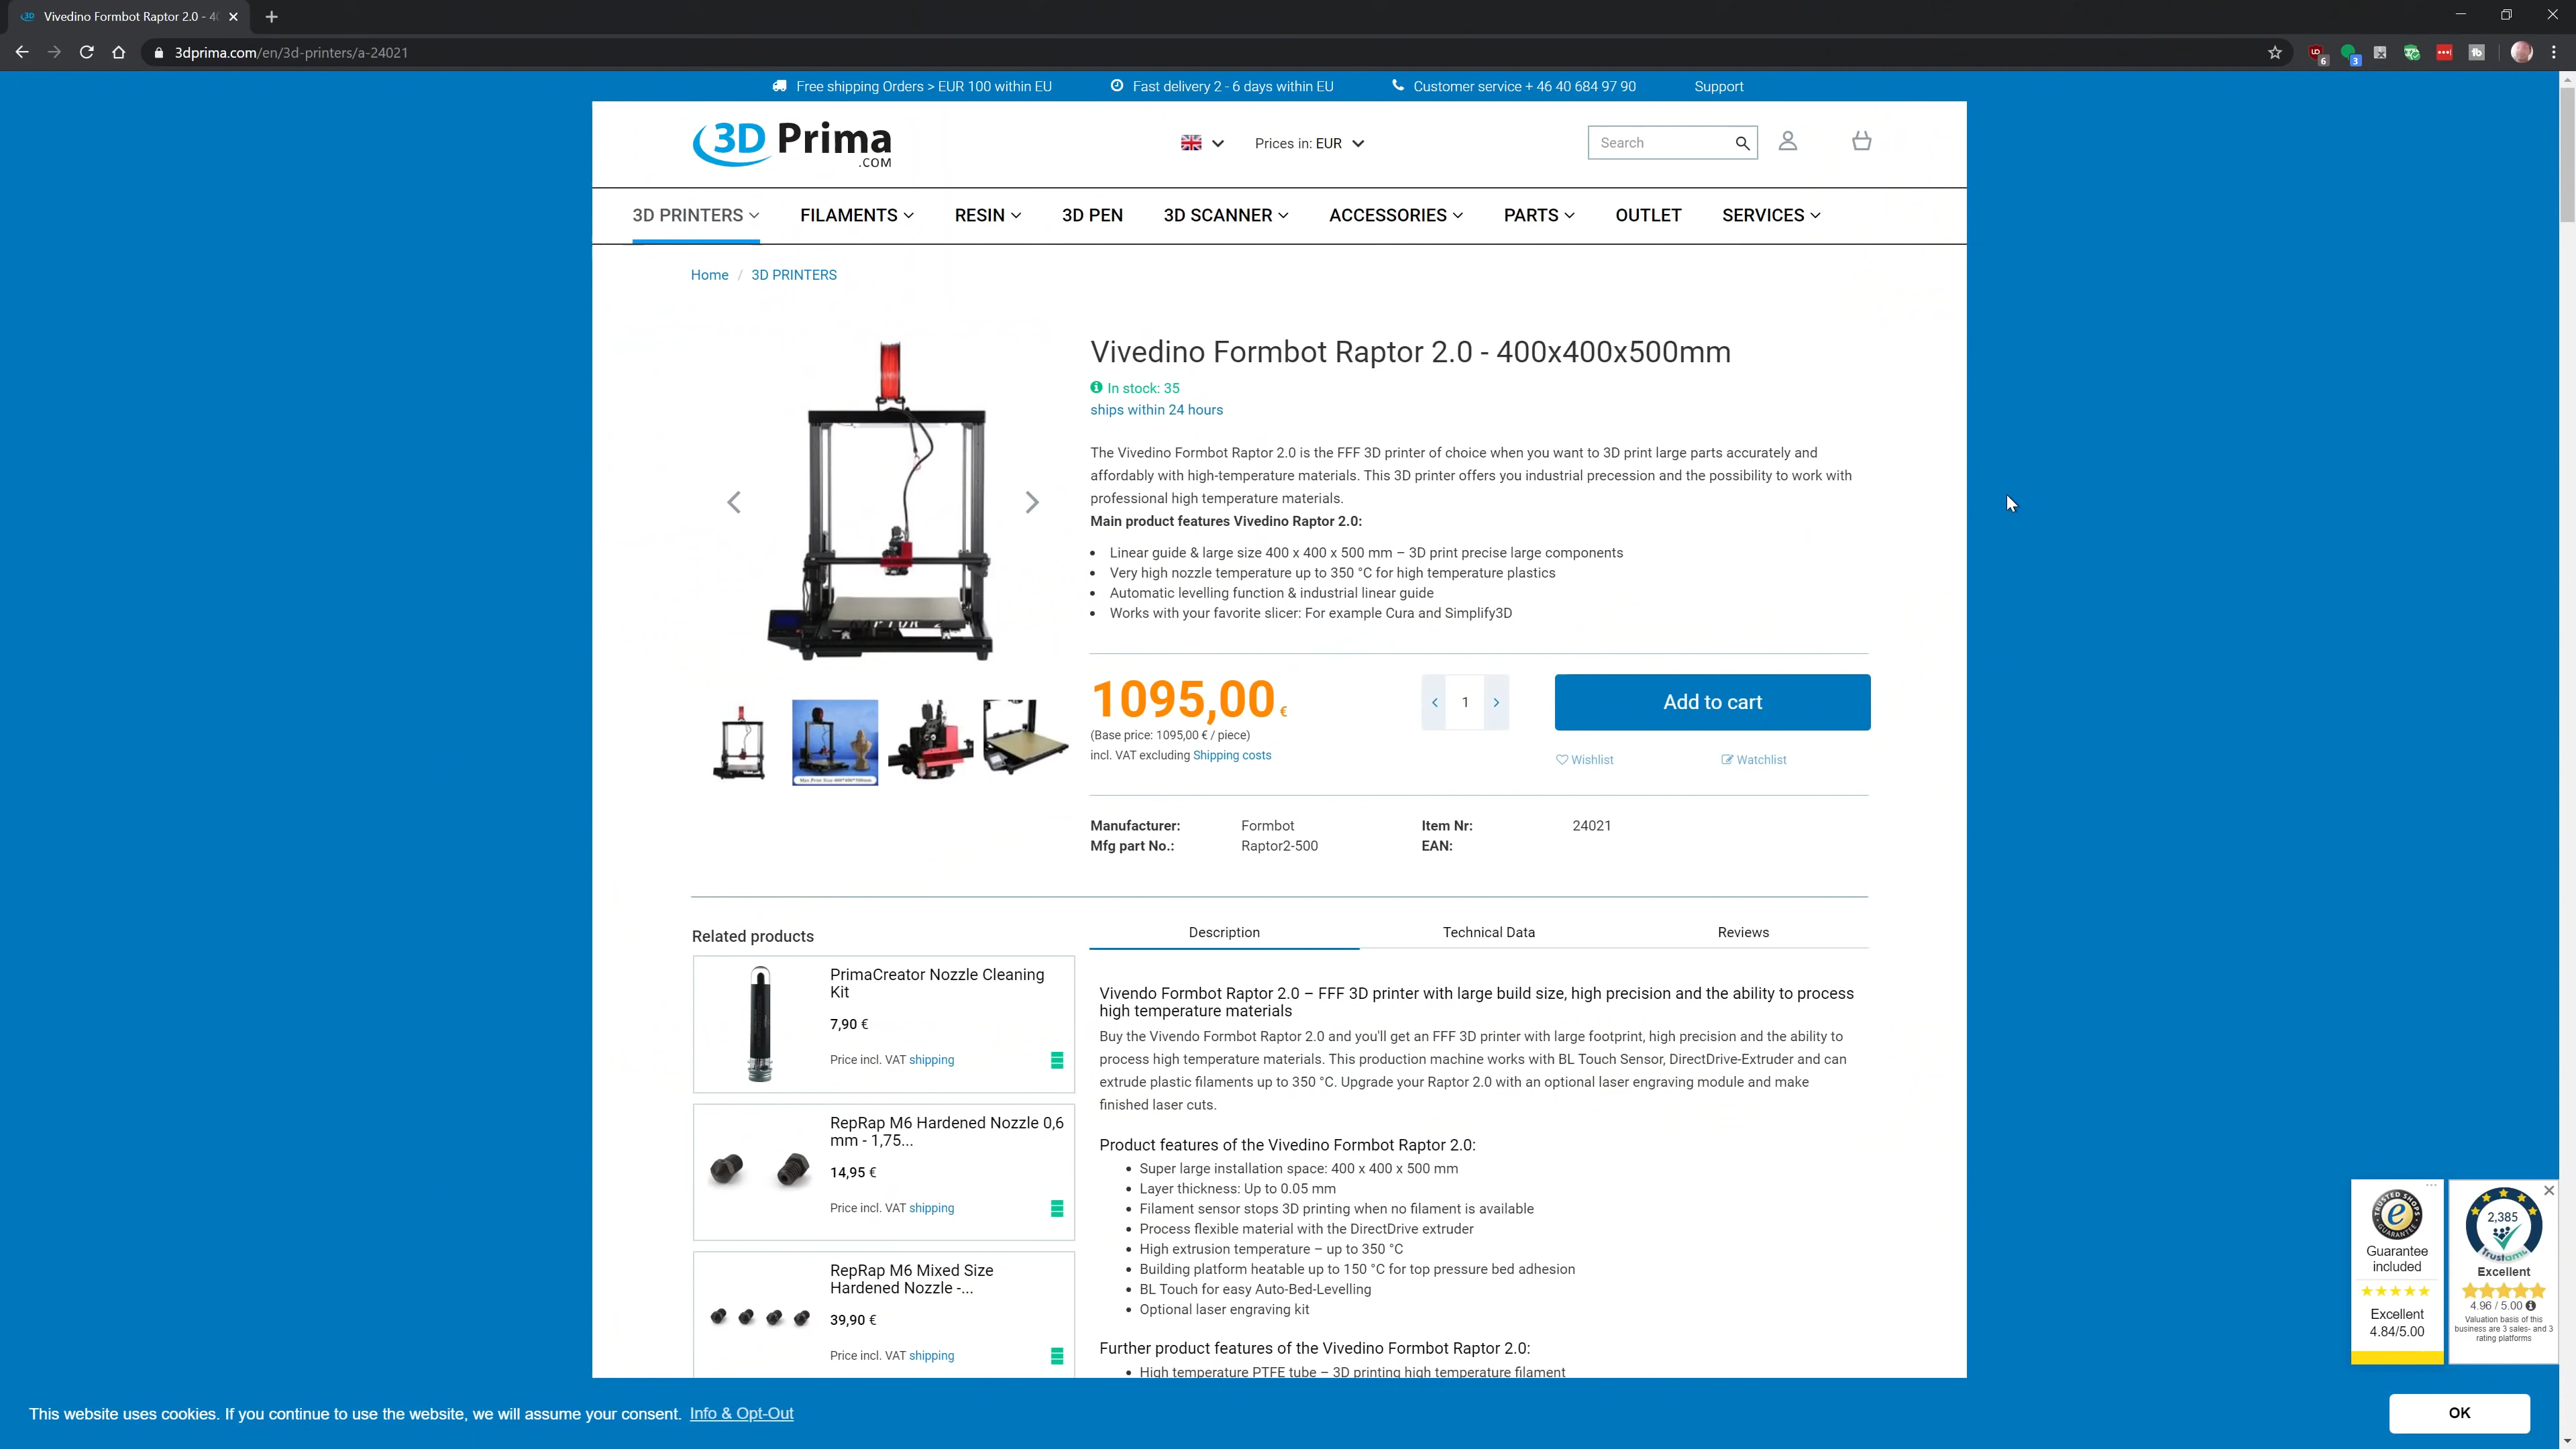 Vivedino Formbot Raptor 2.0 - 40
3dprima.com/en/3d-printers/a-24021
6
3
Free shipping Orders > EUR 100 within EU
Fast delivery 2 - 6 days within EU
Customer service + 46 40 684 97 90
Support
3D Prima
.COM
Prices in: EUR
Search
3D PRINTERS
FILAMENTS
RESIN
3D PEN
3D SCANNER
ACCESSORIES
PARTS
OUTLET
SERVICES
Home / 3D PRINTERS
Vivedino Formbot Raptor 2.0 - 400x400x500mm
In stock: 35
ships within 24 hours
The Vivedino Formbot Raptor 2.0 is the FFF 3D printer of choice when you want to 3D print large parts accurately and
affordably with high-temperature materials. This 3D printer offers you industrial precession and the possibility to work with
professional high temperature materials.
Main product features Vivedino Raptor 2.0:
• Linear guide & large size 400 x 400 x 500 mm – 3D print precise large components
• Very high nozzle temperature up to 350 °C for high temperature plastics
• Automatic levelling function & industrial linear guide
• Works with your favorite slicer: For example Cura and Simplify3D
1095,00 €
(Base price: 1095,00 € / piece)
incl. VAT excluding Shipping costs
1
Add to cart
Wishlist
Watchlist
Manufacturer: Formbot Item Nr: 24021
Mfg part No.: Raptor2-500 EAN:
Related products
PrimaCreator Nozzle Cleaning
Kit
7,90 €
Price incl. VAT shipping
RepRap M6 Hardened Nozzle 0,6
mm - 1,75...
14,95 €
Price incl. VAT shipping
RepRap M6 Mixed Size
Hardened Nozzle -...
39,90 €
Price incl. VAT shipping
Description
Technical Data
Reviews
Vivendo Formbot Raptor 2.0 – FFF 3D printer with large build size, high precision and the ability to process
high temperature materials
Buy the Vivendo Formbot Raptor 2.0 and you'll get an FFF 3D printer with large footprint, high precision and the ability to
process high temperature materials. This production machine works with BL Touch Sensor, DirectDrive-Extruder and can
extrude plastic filaments up to 350 °C. Upgrade your Raptor 2.0 with an optional laser engraving module and make
finished laser cuts.
Product features of the Vivedino Formbot Raptor 2.0:
• Super large installation space: 400 x 400 x 500 mm
• Layer thickness: Up to 0.05 mm
• Filament sensor stops 3D printing when no filament is available
• Process flexible material with the DirectDrive extruder
• High extrusion temperature – up to 350 °C
• Building platform heatable up to 150 °C for top pressure bed adhesion
• BL Touch for easy Auto-Bed-Levelling
• Optional laser engraving kit
Further product features of the Vivedino Formbot Raptor 2.0:
• High temperature PTFE tube – 3D printing high temperature filament
TRUSTED SHOPS
GUARANTEE
e
Guarantee
included
Excellent
4.84/5.00
2,385
Trustami
Excellent
4.96 / 5.00
Valuation basis of this
business are 3 sales- and 3
rating platforms
This website uses cookies. If you continue to use the website, we will assume your consent. Info & Opt-Out
OK